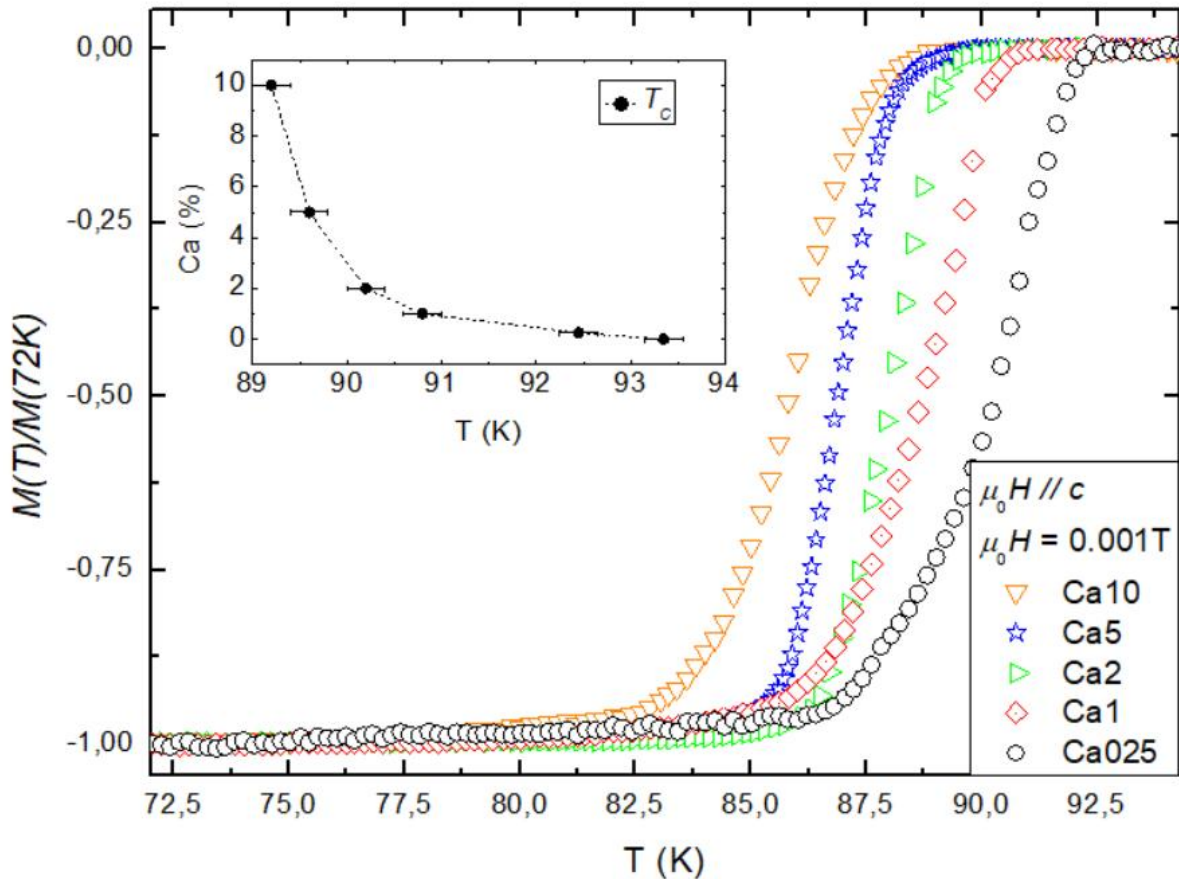 0,00
-0,25
-0,50
-0,75
-1,00
M(T)/M(72K)
72,5 75,0 77,5 80,0 82,5 85,0 87,5 90,0 92,5
T (K)
10
8
6
4
2
0
Ca (%)
89 90 91 92 93 94
T (K)
T_C
μ₀H // c
μ₀H = 0.001T
Ca10
Ca5
Ca2
Ca1
Ca025